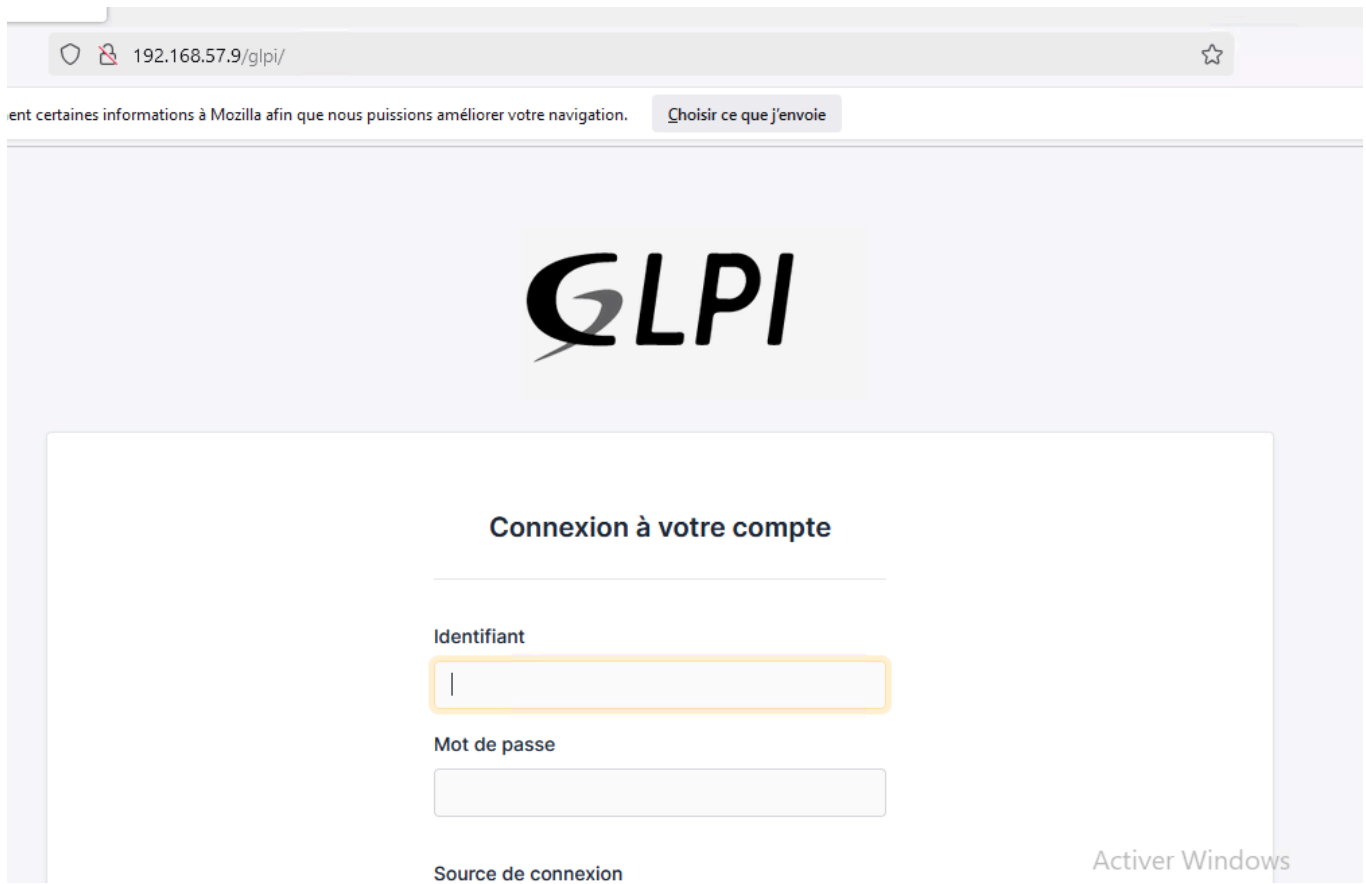 192.168.57.9/glpi/
certaines informations à Mozilla afin que nous puissions améliorer votre navigation. Choisir ce que j'envoie
GLPI
Connexion à votre compte
Identifiant
Mot de passe
Source de connexion
Activer Windows